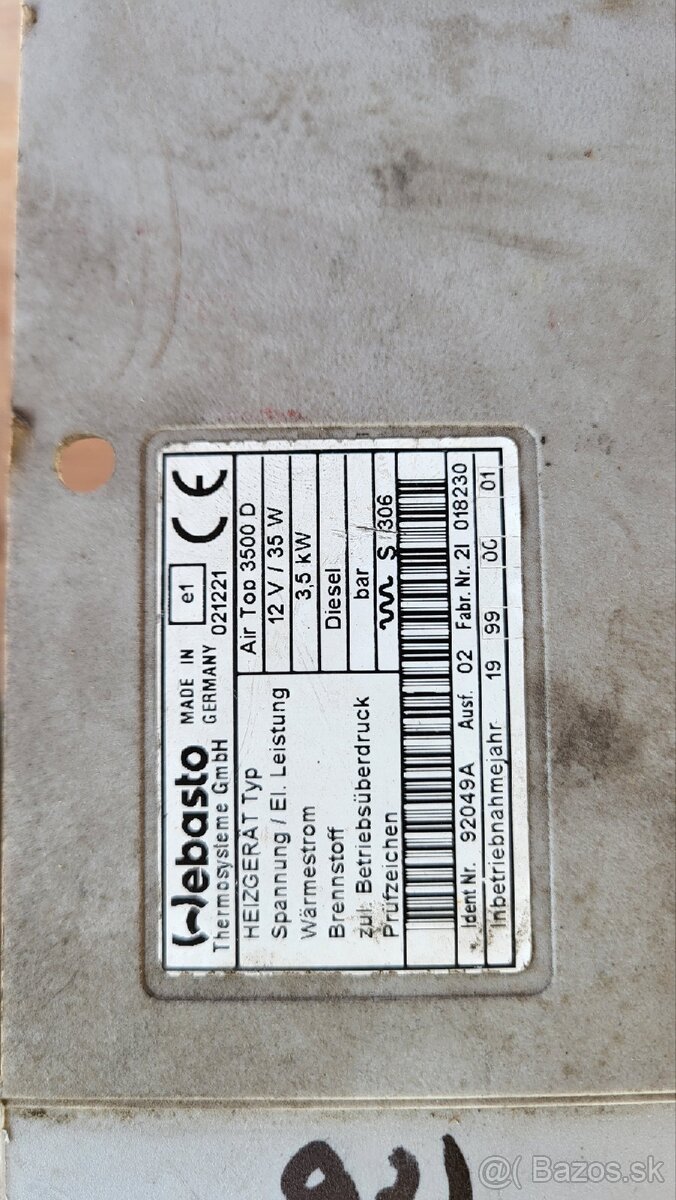 Webasto MADE IN e1 CE
Thermosysteme GmbH GERMANY 021221
HEIZGERÄT Typ Air Top 3500 D
Spannung / El. Leistung 12 V / 35 W
Wärmestrom 3,5 kW
Brennstoff Diesel
zul. Betriebsüberdruck bar
Prüfzeichen S 306
Ident Nr. 92049A Ausf. 02 Fabr. Nr. 2I 018230
Inbetriebnahmejahr 19 99 00 01
@( Bazos.sk